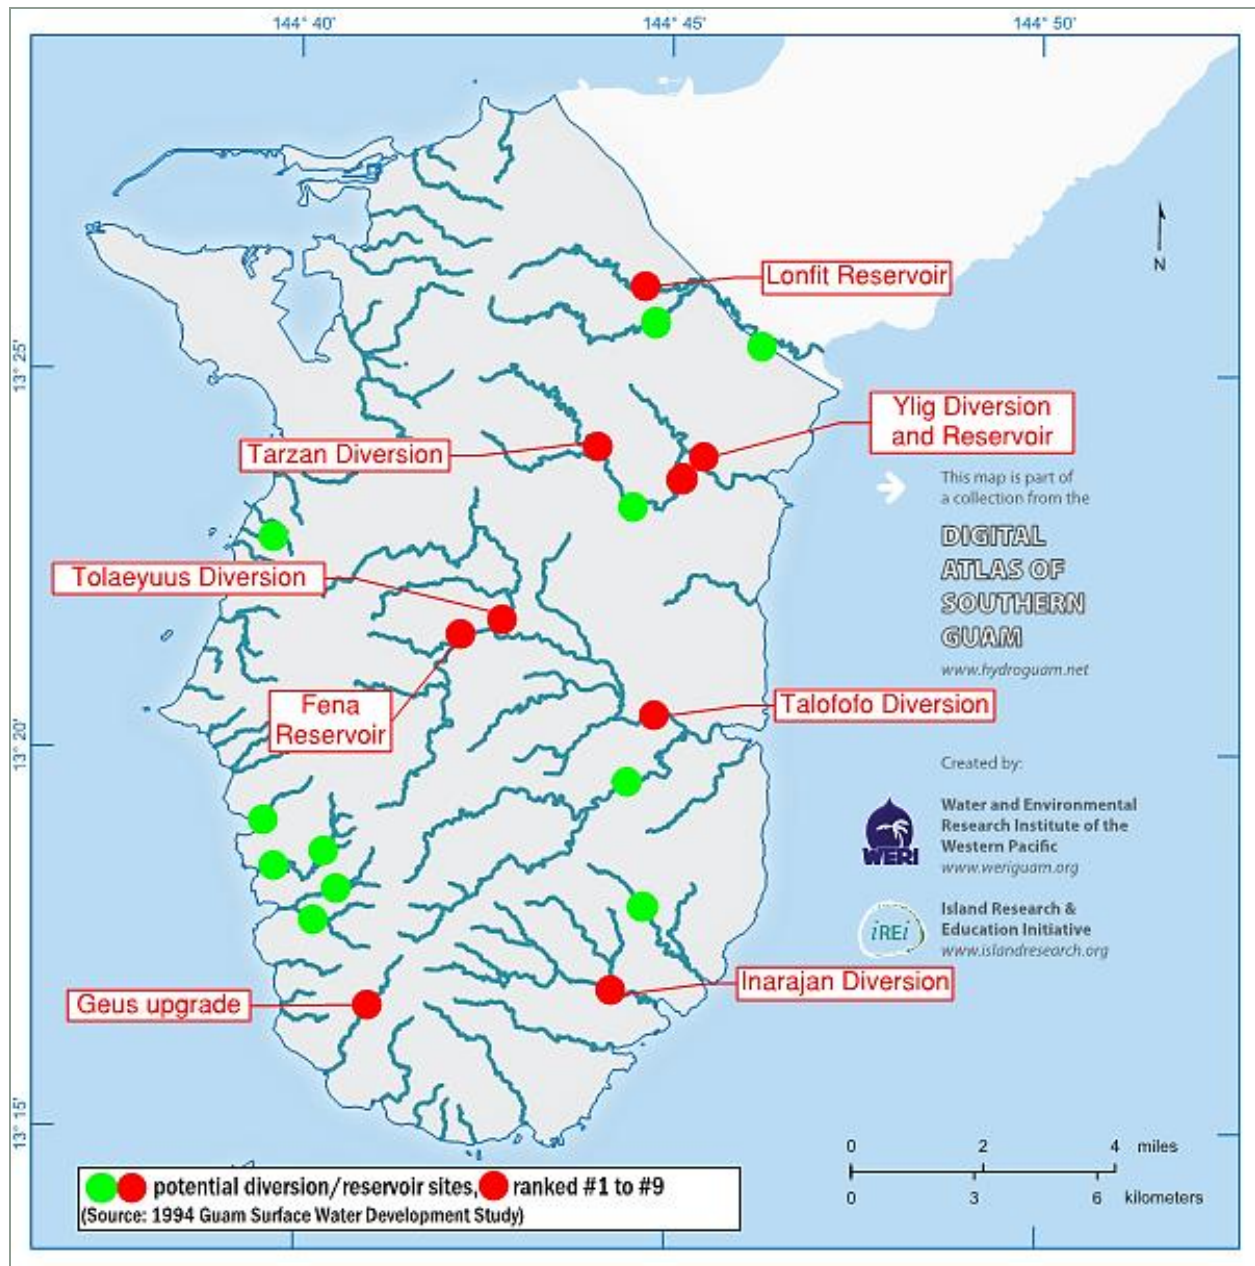 144° 40'
144° 45'
144° 50'
N
Lonfit Reservoir
13° 25'
Ylig Diversion
and Reservoir
Tarzan Diversion
This map is part of
a collection from the
DIGITAL
ATLAS OF
SOUTHERN
GUAM
www.hydroguam.net
Tolaeyuus Diversion
Fena
Reservoir
Talofofo Diversion
13° 20'
Created by:
WERI
Water and Environmental
Research Institute of the
Western Pacific
www.weriguam.org
iREi
Island Research &
Education Initiative
www.islandresearch.org
Inarajan Diversion
Geus upgrade
13° 15'
0 2 4 miles
0 3 6 kilometers
potential diversion/reservoir sites, ranked #1 to #9
(Source: 1994 Guam Surface Water Development Study)